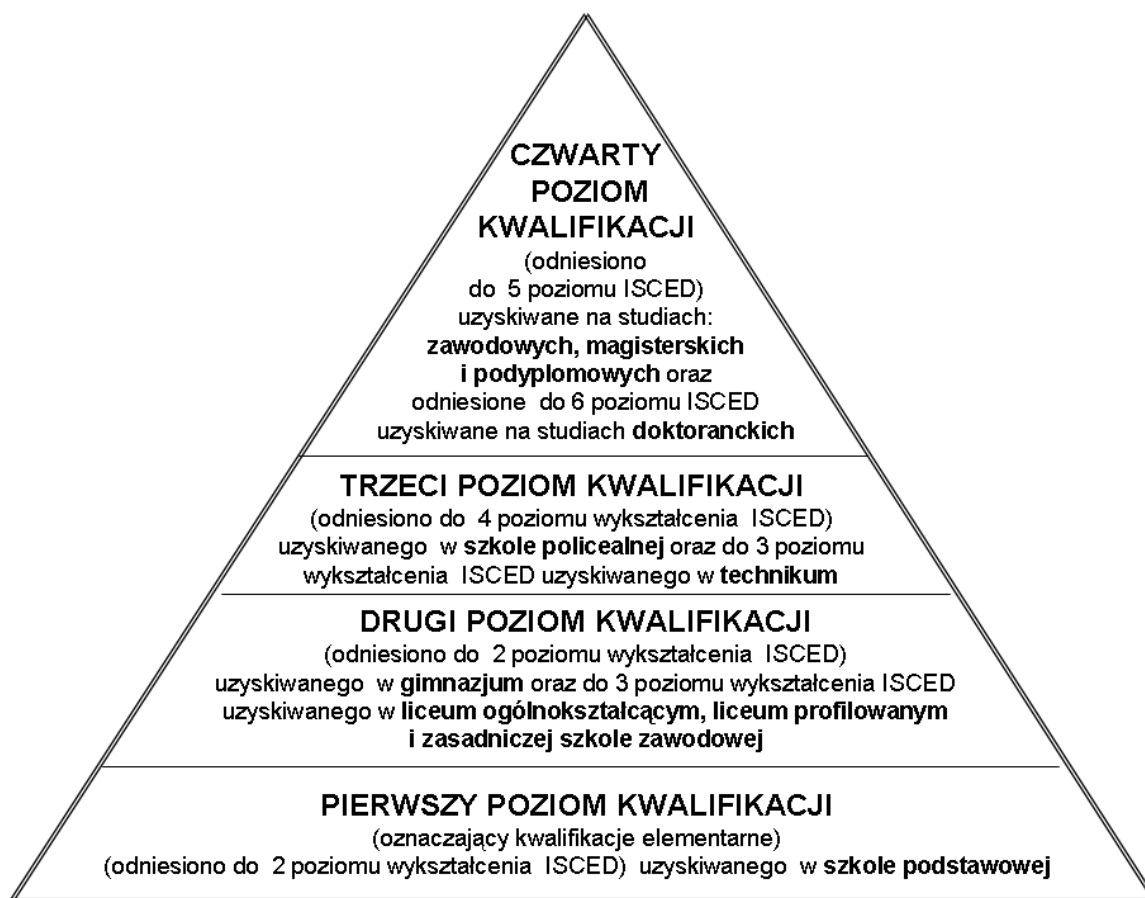 CZWARTY
POZIOM
KWALIFIKACJI
(odniesiono
do 5 poziomu ISCED)
uzyskiwane na studiach:
zawodowych, magisterskich
i podyplomowych oraz
odniesione do 6 poziomu ISCED
uzyskiwane na studiach doktoranckich
TRZECI POZIOM KWALIFIKACJI
(odniesiono do 4 poziomu wykształcenia ISCED)
uzyskiwanego w szkole policealnej oraz do 3 poziomu
wykształcenia ISCED uzyskiwanego w technikum
DRUGI POZIOM KWALIFIKACJI
(odniesiono do 2 poziomu wykształcenia ISCED)
uzyskiwanego w gimnazjum oraz do 3 poziomu wykształcenia ISCED
uzyskiwanego w liceum ogólnokształcącym, liceum profilowanym
i zasadniczej szkole zawodowej
PIERWSZY POZIOM KWALIFIKACJI
(oznaczający kwalifikacje elementarne)
(odniesiono do 2 poziomu wykształcenia ISCED) uzyskiwanego w szkole podstawowej